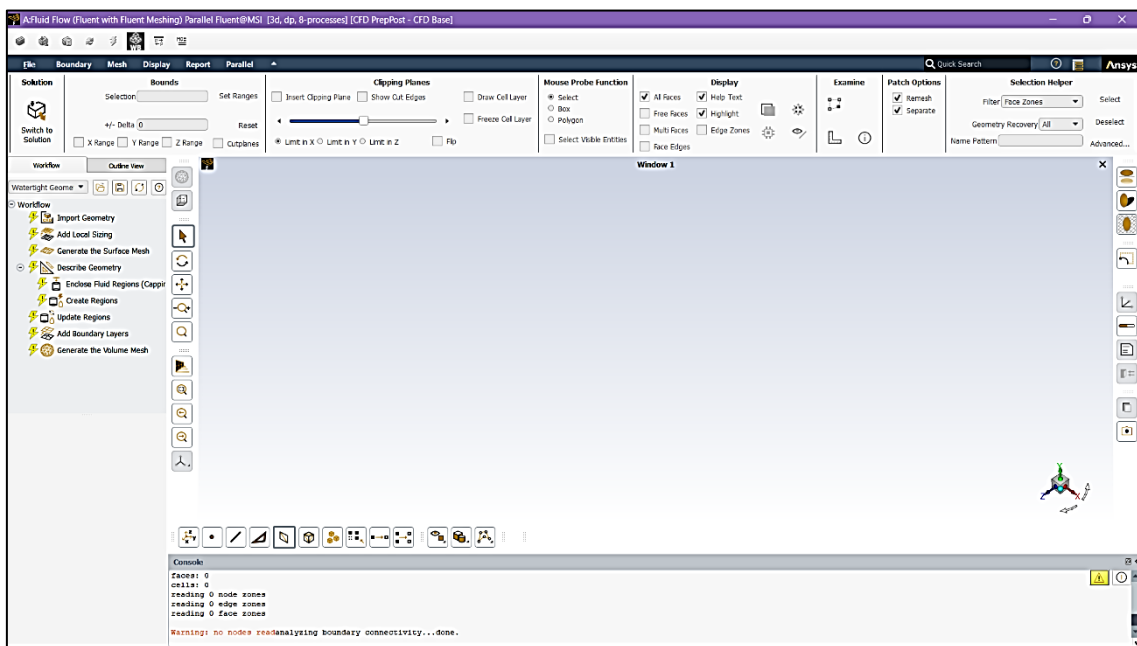 A:Fluid Flow (Fluent with Fluent Meshing) Parallel Fluent@MSI [3d, dp, 8-processes] [CFD PrepPost - CFD Base]
File Boundary Mesh Display Report Parallel
Quick Search
Ansys
Solution
Switch to
Solution
Bounds
Selection
Set Ranges
+/- Delta 0
Reset
X Range Y Range Z Range Cutplanes
Clipping Planes
Insert Clipping Plane Show Cut Edges
Draw Cell Layer
Freeze Cell Layer
Limit in X Limit in Y Limit in Z
Flip
Mouse Probe Function
Select
Box
Polygon
Select Visible Entities
Display
All Faces Help Text
Free Faces Highlight
Multi Faces Edge Zones
Face Edges
Examine
Patch Options
Remesh
Separate
Selection Helper
Filter Face Zones
Select
Geometry Recovery All
Deselect
Name Pattern
Advanced...
Workflow
Outline View
Watertight Geome
Workflow
Import Geometry
Add Local Sizing
Generate the Surface Mesh
Describe Geometry
Enclose Fluid Regions (Cappir
Create Regions
Update Regions
Add Boundary Layers
Generate the Volume Mesh
Window 1
Y
Z
X
Console
faces: 0
cells: 0
reading 0 node zones
reading 0 edge zones
reading 0 face zones
Warning: no nodes readanalyzing boundary connectivity...done.